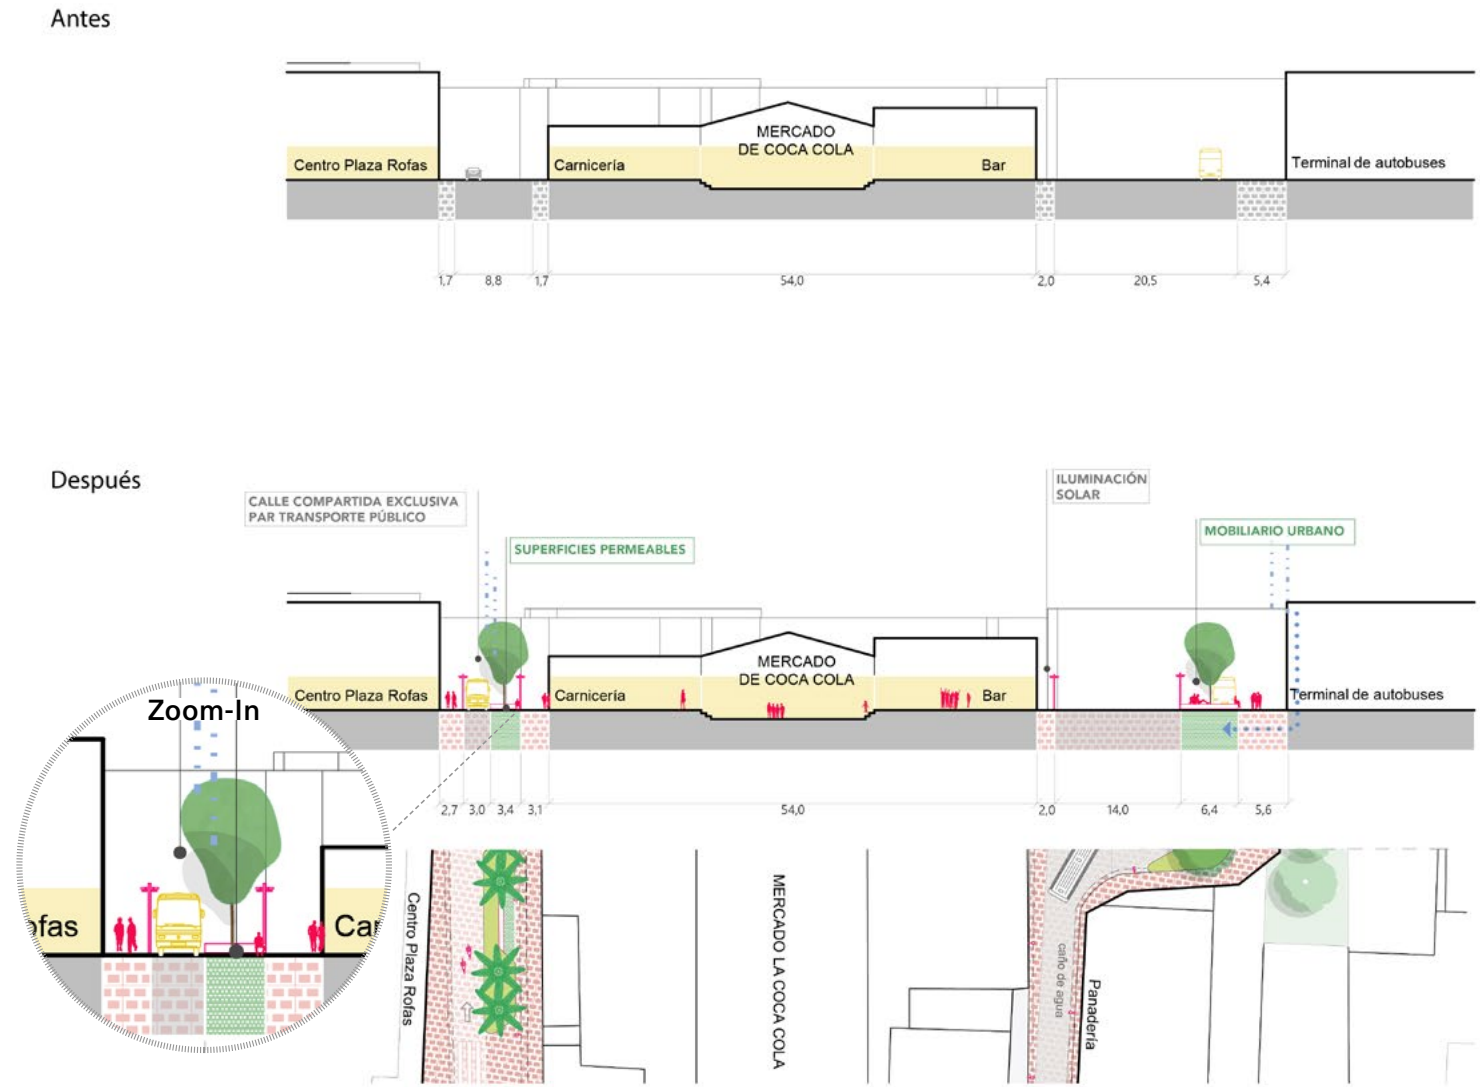 Antes
MERCADO
DE COCA COLA
Centro Plaza Rofas
Carnicería
Bar
Terminal de autobuses
1,7
8,8
1,7
54,0
2,0
20,5
5,4
Después
CALLE COMPARTIDA EXCLUSIVA
PAR TRANSPORTE PÚBLICO
SUPERFICIES PERMEABLES
ILUMINACIÓN
SOLAR
MOBILIARIO URBANO
MERCADO
DE COCA COLA
Centro Plaza Rofas
Carnicería
Bar
Terminal de autobuses
Zoom-In
ofas
Car
2,7
3,0
3,4
3,1
54,0
2,0
14,0
6,4
5,6
Centro Plaza Rofas
MERCADO LA COCA COLA
caño de agua
Panadería